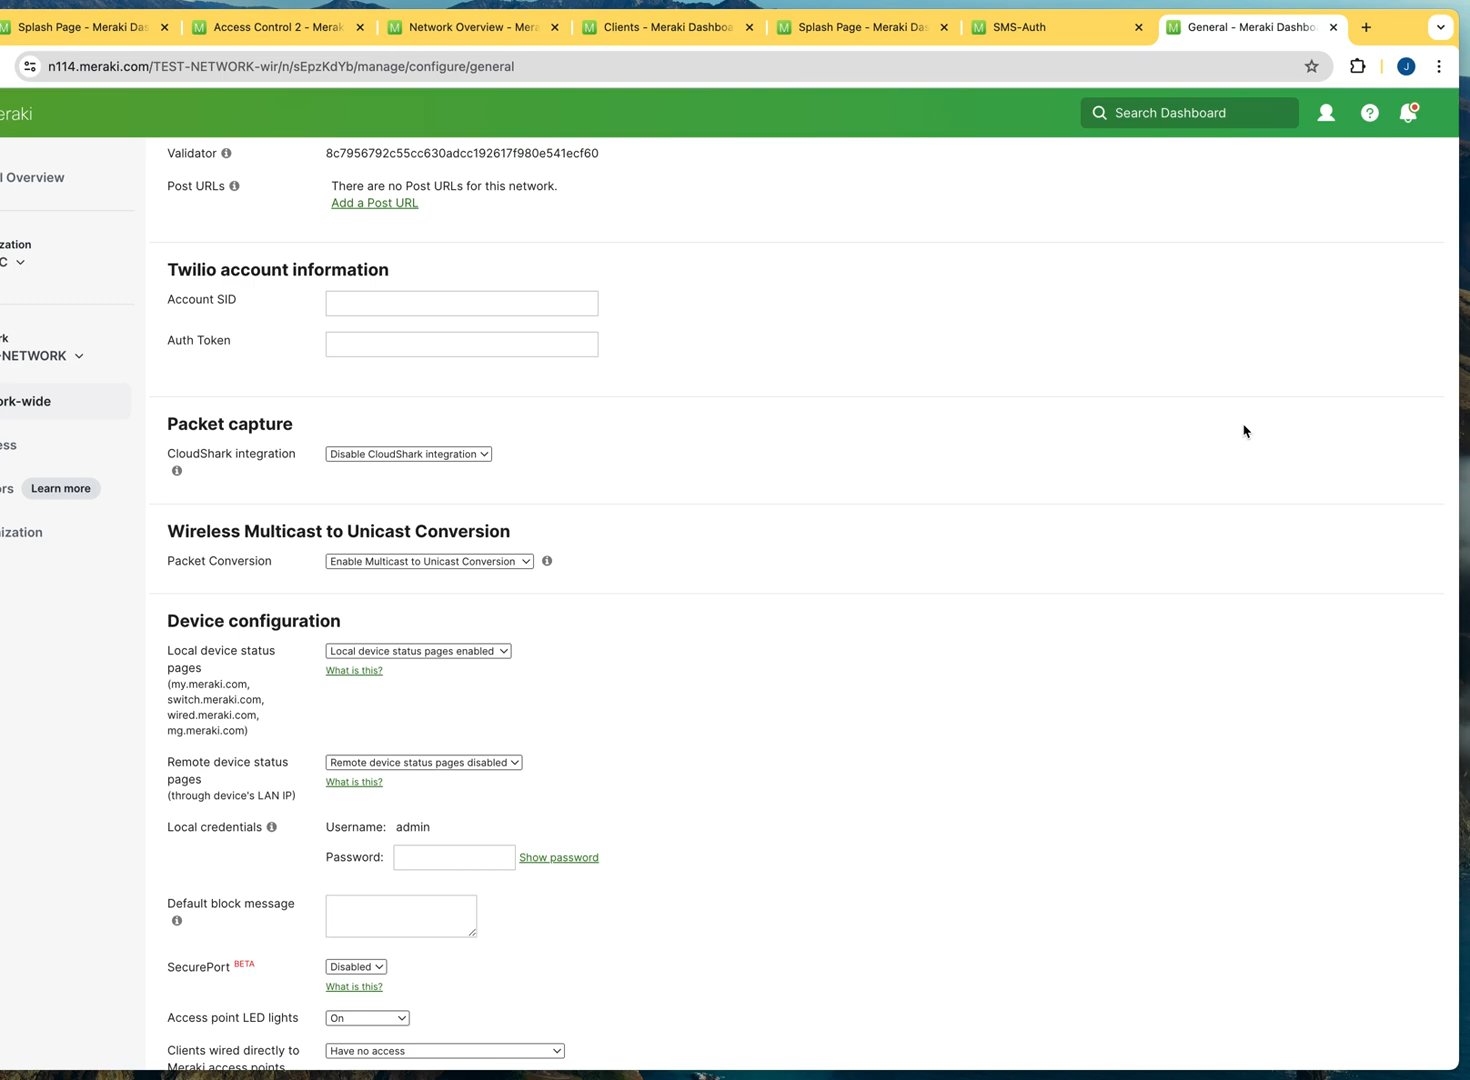 Splash Page - Meraki Das
Access Control 2 - Merak
Network Overview - Mera
Clients - Meraki Dashboa
Splash Page - Meraki Das
SMS-Auth
General - Meraki Dashbo
n114.meraki.com/TEST-NETWORK-wir/n/sEpzKdYb/manage/configure/general
J
eraki
Search Dashboard
l Overview
zation
C
rk
-NETWORK
ork-wide
ess
ors Learn more
ization
Validator 8c7956792c55cc630adcc192617f980e541ecf60
Post URLs There are no Post URLs for this network.
Add a Post URL
Twilio account information
Account SID
Auth Token
Packet capture
CloudShark integration Disable CloudShark integration
Wireless Multicast to Unicast Conversion
Packet Conversion Enable Multicast to Unicast Conversion
Device configuration
Local device status Local device status pages enabled
pages What is this?
(my.meraki.com,
switch.meraki.com,
wired.meraki.com,
mg.meraki.com)
Remote device status Remote device status pages disabled
pages What is this?
(through device's LAN IP)
Local credentials Username: admin
Password: Show password
Default block message
SecurePort BETA Disabled
What is this?
Access point LED lights On
Clients wired directly to Have no access
Meraki access points